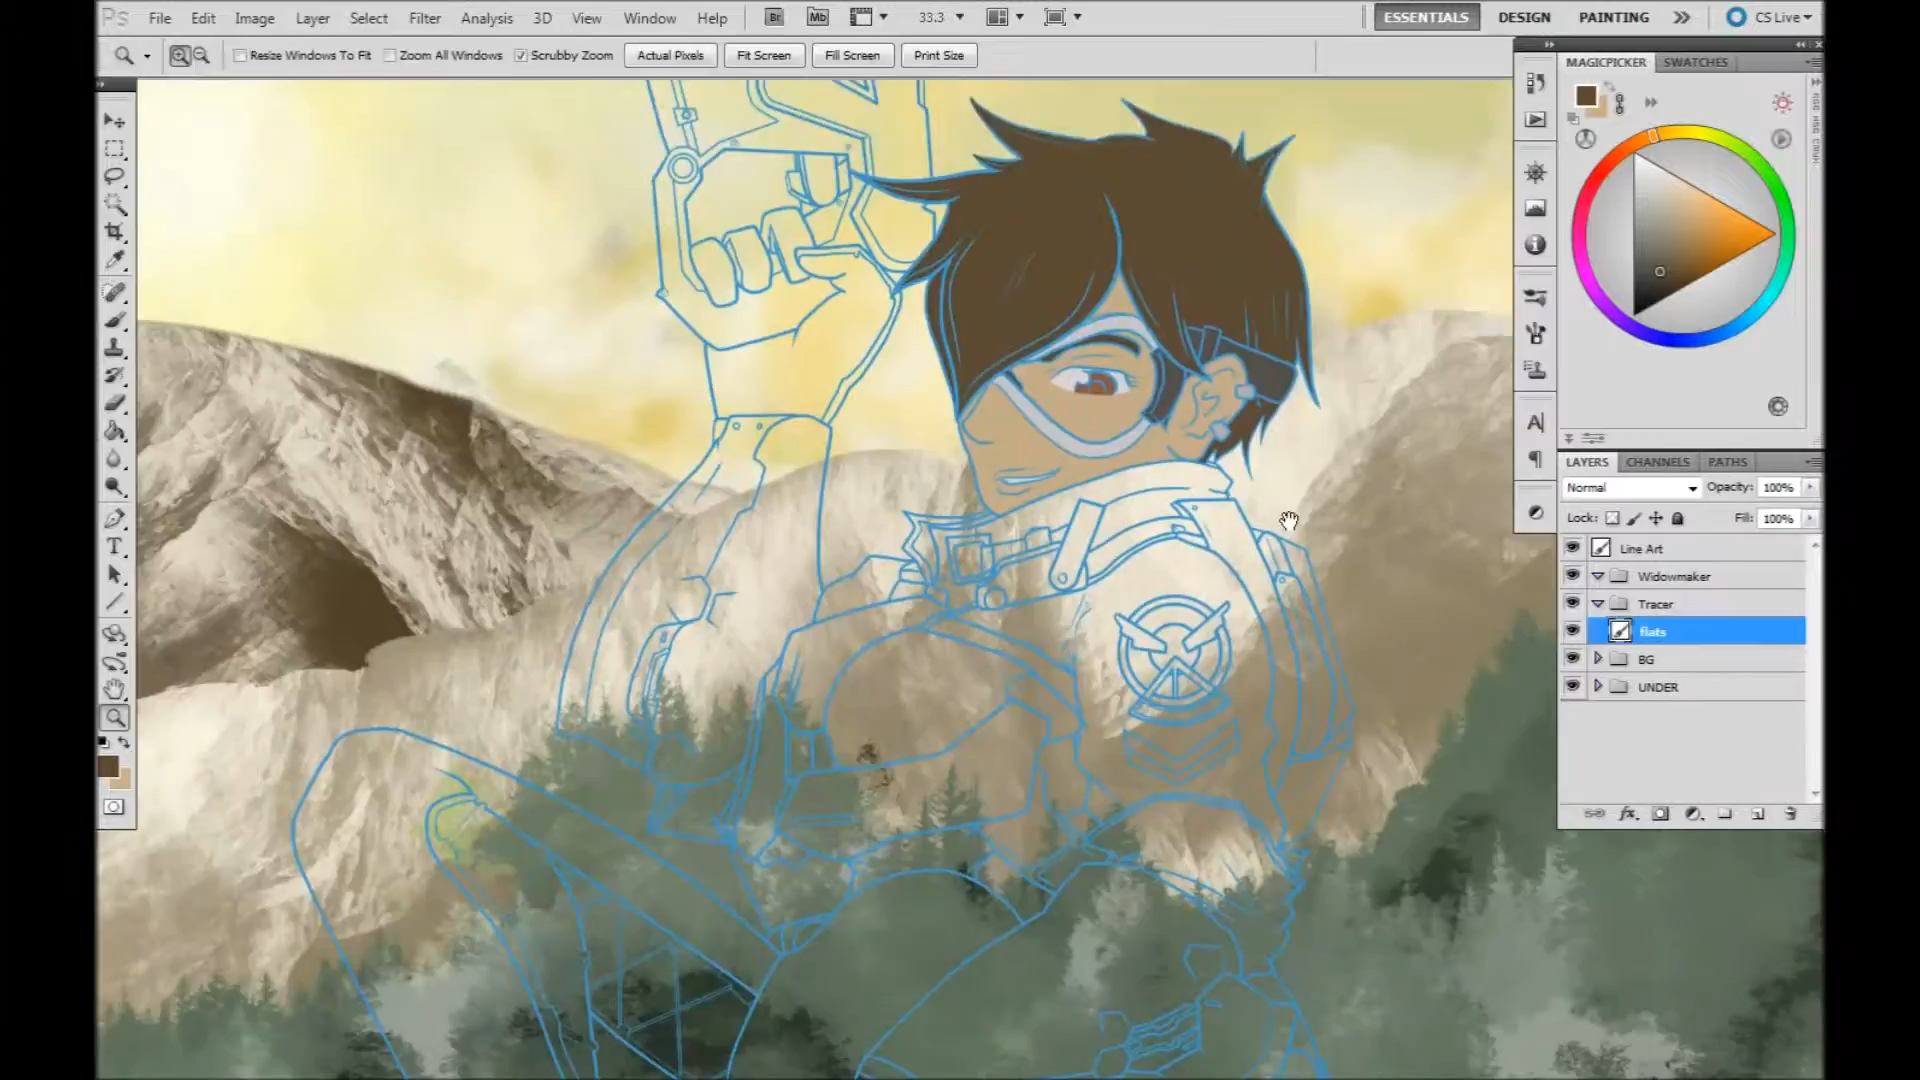 Ps File Edit Image Layer Select Filter Analysis 3D View Window Help Br Mb 33.3 ESSENTIALS DESIGN PAINTING CS Live
Resize Windows To Fit Zoom All Windows Scrubby Zoom Actual Pixels Fit Screen Fill Screen Print Size
MAGICPICKER SWATCHES
LAYERS CHANNELS PATHS
Normal Opacity: 100%
Lock: Fill: 100%
Line Art
Widowmaker
Tracer
flats
BG
UNDER